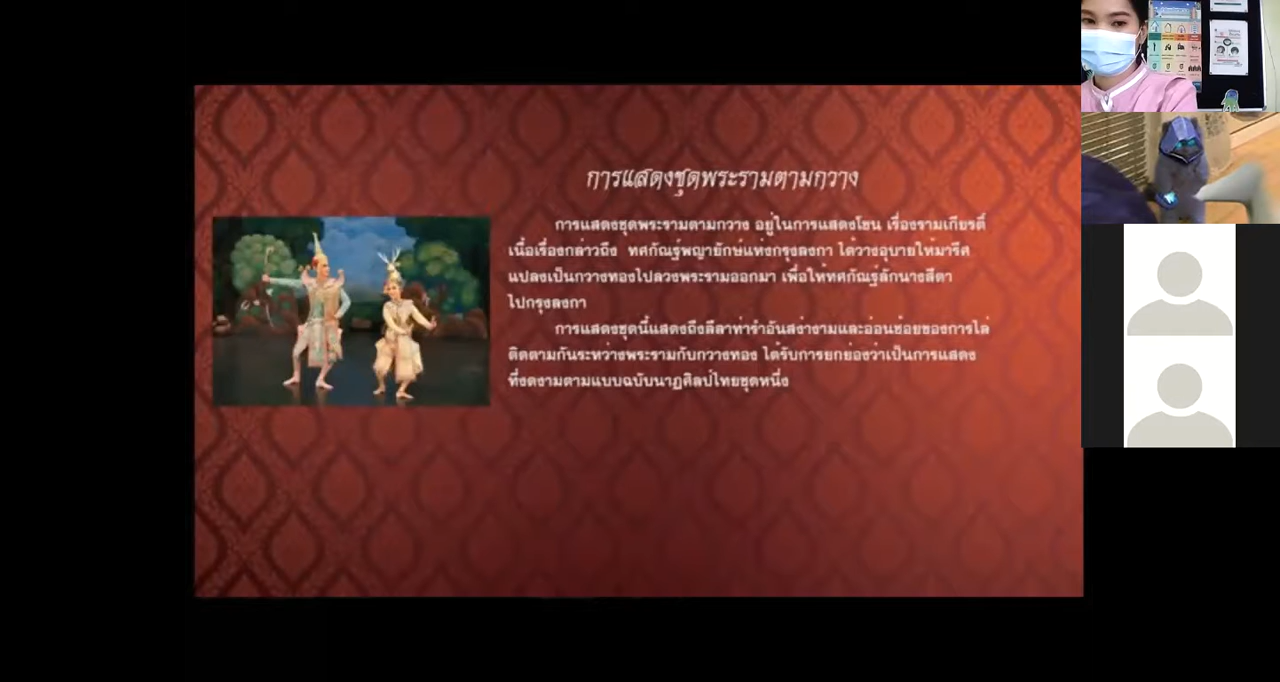 การแสดงชุดพระรามตามกวาง
การแสดงชุดพระรามตามกวาง อยู่ในการแสดงโขน เรื่องรามเกียรติ์
เนื้อเรื่องกล่าวถึง ทศกัณฐ์พญายักษ์แห่งกรุงลงกา ได้วางอุบายให้มารีศ
แปลงเป็นกวางทองไปลวงพระรามออกมา เพื่อให้ทศกัณฐ์ลักนางสีดา
ไปกรุงลงกา
การแสดงชุดนี้แสดงถึงลีลาท่ารำอันสง่างามและอ่อนช้อยของการไล่
ติดตามกันระหว่างพระรามกับกวางทอง ได้รับการยกย่องว่าเป็นการแสดง
ที่งดงามตามแบบฉบับนาฏศิลป์ไทยชุดหนึ่ง